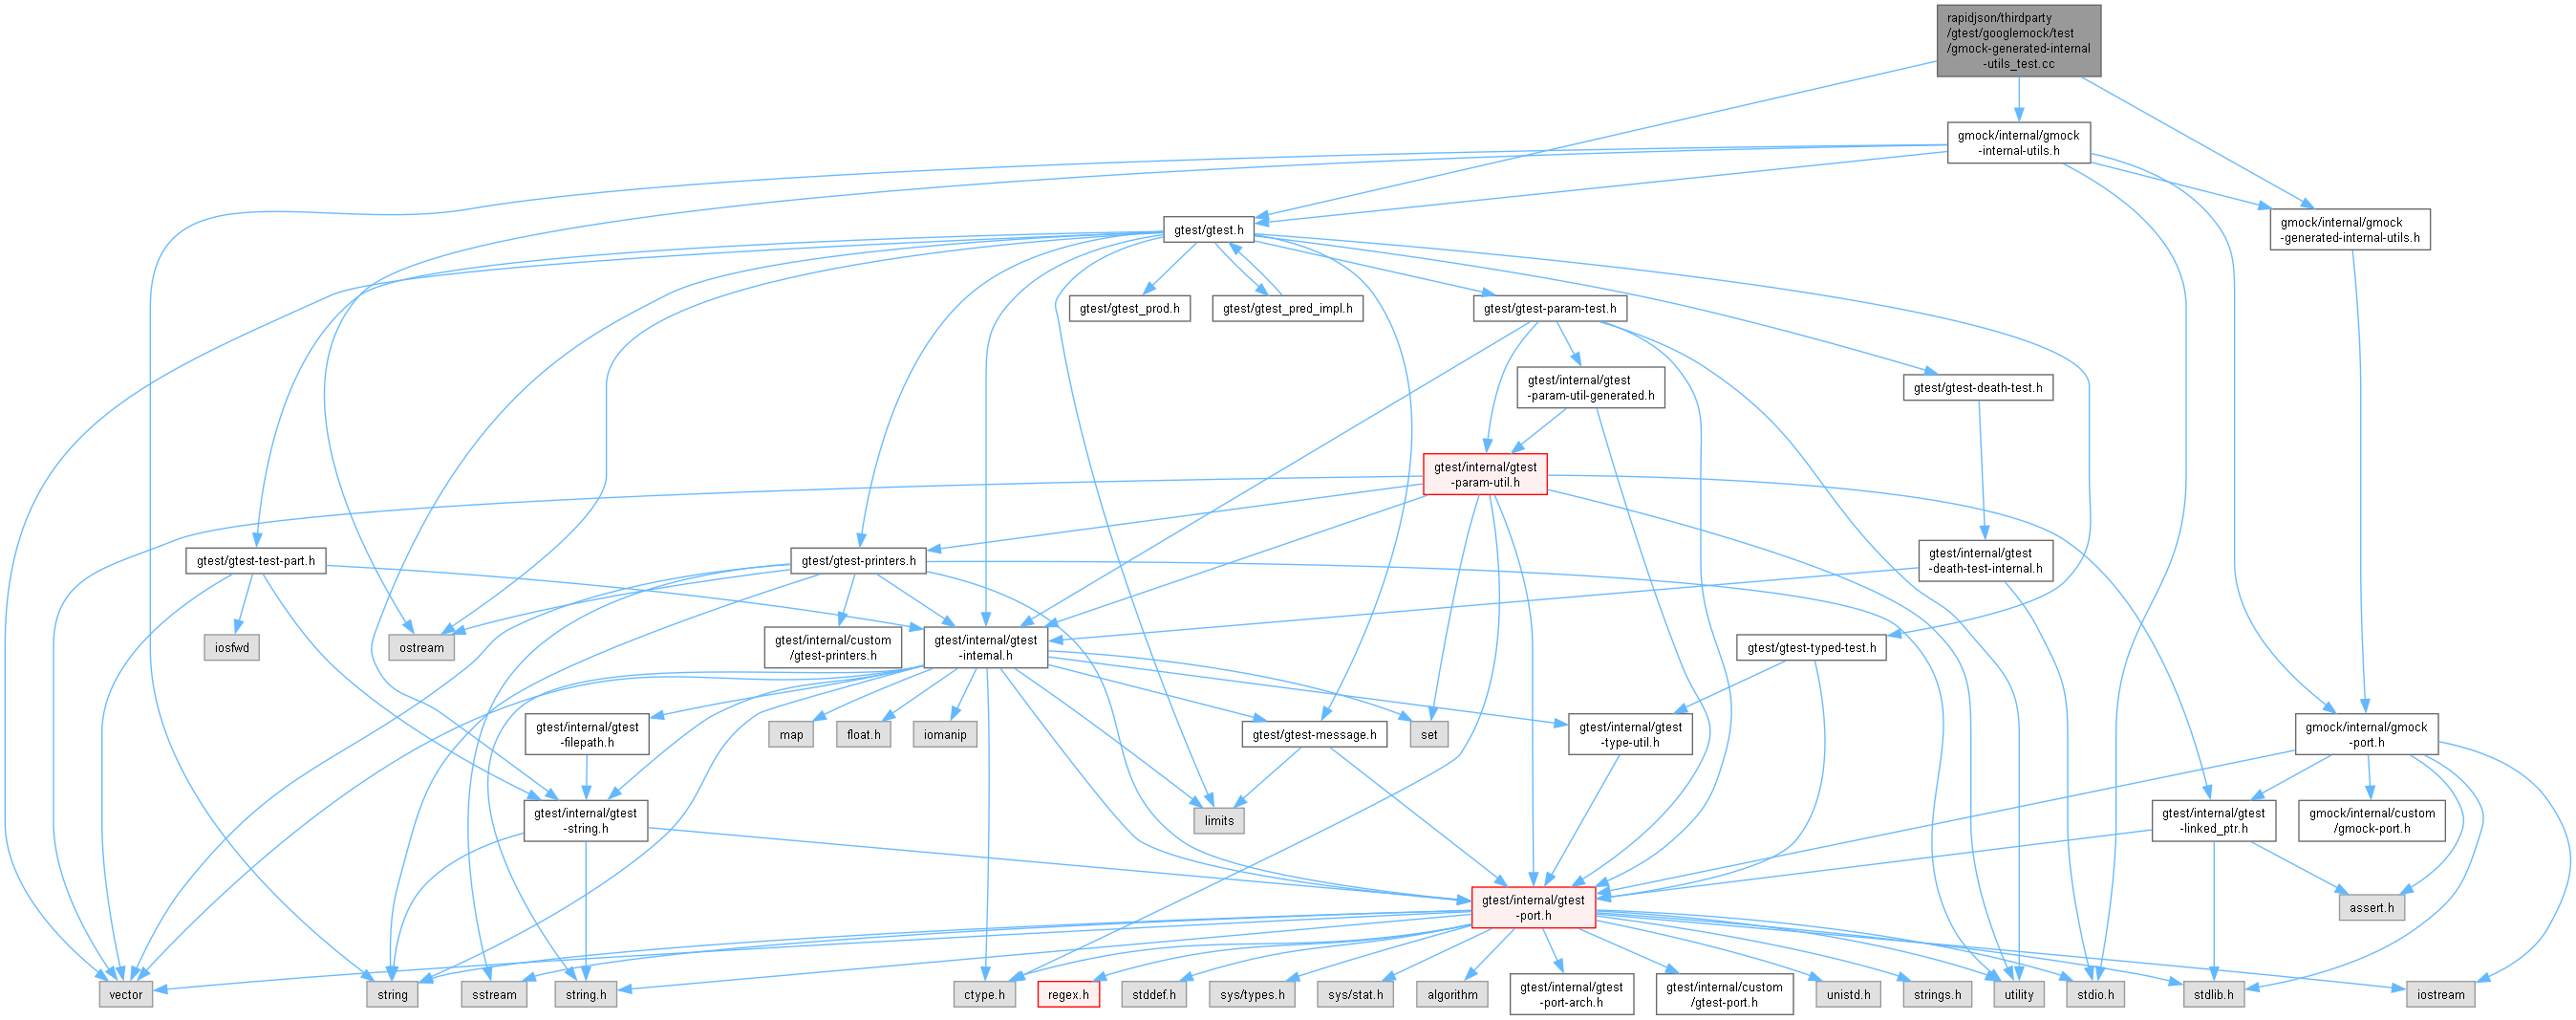 rapidjson/thirdparty
/gtest/googlemock/test
/gmock-generated-internal
-utils_test.cc
gmock/internal/gmock
-internal-utils.h
gtest/gtest.h
gmock/internal/gmock
-generated-internal-utils.h
gtest/gtest_prod.h
gtest/gtest_pred_impl.h
gtest/gtest-param-test.h
gtest/internal/gtest
-param-util-generated.h
gtest/gtest-death-test.h
gtest/internal/gtest
-param-util.h
gtest/gtest-test-part.h
gtest/gtest-printers.h
gtest/internal/gtest
-death-test-internal.h
iosfwd
ostream
gtest/internal/custom
/gtest-printers.h
gtest/internal/gtest
-internal.h
gtest/gtest-typed-test.h
gtest/internal/gtest
-filepath.h
map
float.h
iomanip
gtest/gtest-message.h
set
gtest/internal/gtest
-type-util.h
gmock/internal/gmock
-port.h
gtest/internal/gtest
-string.h
limits
gtest/internal/gtest
-linked_ptr.h
gmock/internal/custom
/gmock-port.h
gtest/internal/gtest
-port.h
assert.h
vector
string
sstream
string.h
ctype.h
regex.h
stddef.h
sys/types.h
sys/stat.h
algorithm
gtest/internal/gtest
-port-arch.h
gtest/internal/custom
/gtest-port.h
unistd.h
strings.h
utility
stdio.h
stdlib.h
iostream